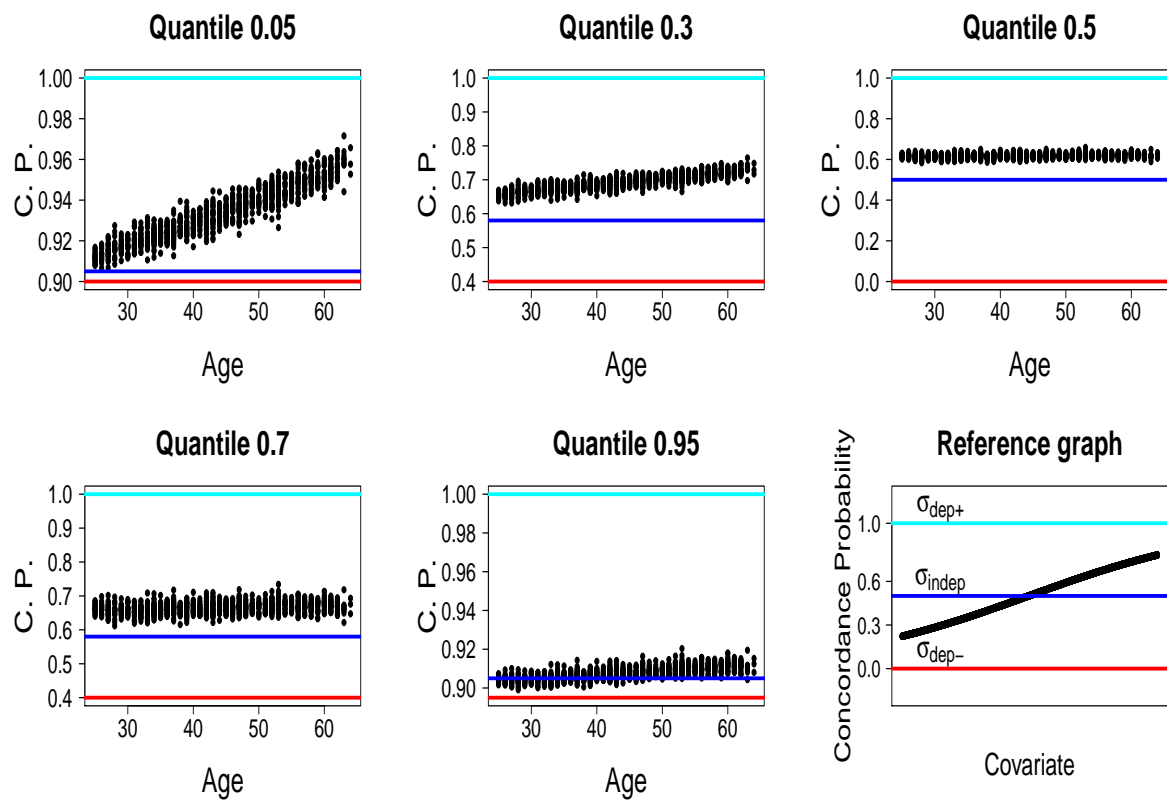 Quantile 0.05
C. P.
1.00
0.98
0.96
0.94
0.92
0.90
30 40 50 60
Age
Quantile 0.3
C. P.
1.0
0.9
0.8
0.7
0.6
0.5
0.4
30 40 50 60
Age
Quantile 0.5
C. P.
1.0
0.8
0.6
0.4
0.2
0.0
30 40 50 60
Age
Quantile 0.7
C. P.
1.0
0.9
0.8
0.7
0.6
0.5
0.4
30 40 50 60
Age
Quantile 0.95
C. P.
1.00
0.98
0.96
0.94
0.92
0.90
30 40 50 60
Age
Reference graph
Concordance Probability
1.0
0.6
0.3
0.0
σdep+
σindep
σdep−
Covariate